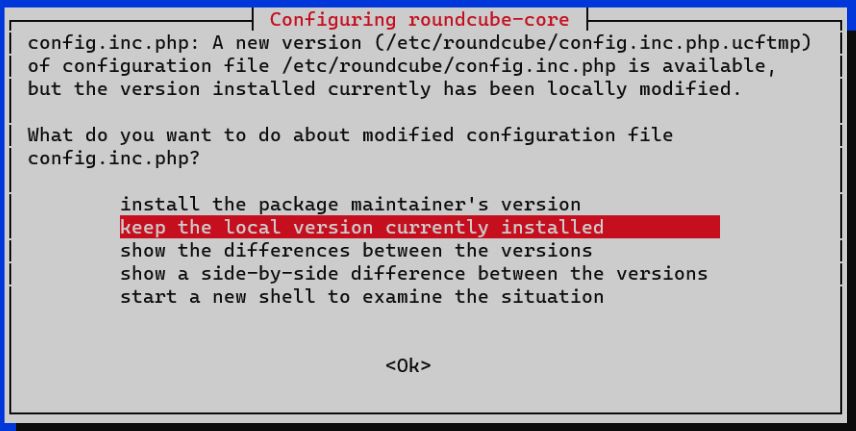 Configuring roundcube-core
config.inc.php: A new version (/etc/roundcube/config.inc.php.ucftmp)
of configuration file /etc/roundcube/config.inc.php is available,
but the version installed currently has been locally modified.
What do you want to do about modified configuration file
config.inc.php?
install the package maintainer's version
keep the local version currently installed
show the differences between the versions
show a side-by-side difference between the versions
start a new shell to examine the situation
<Ok>